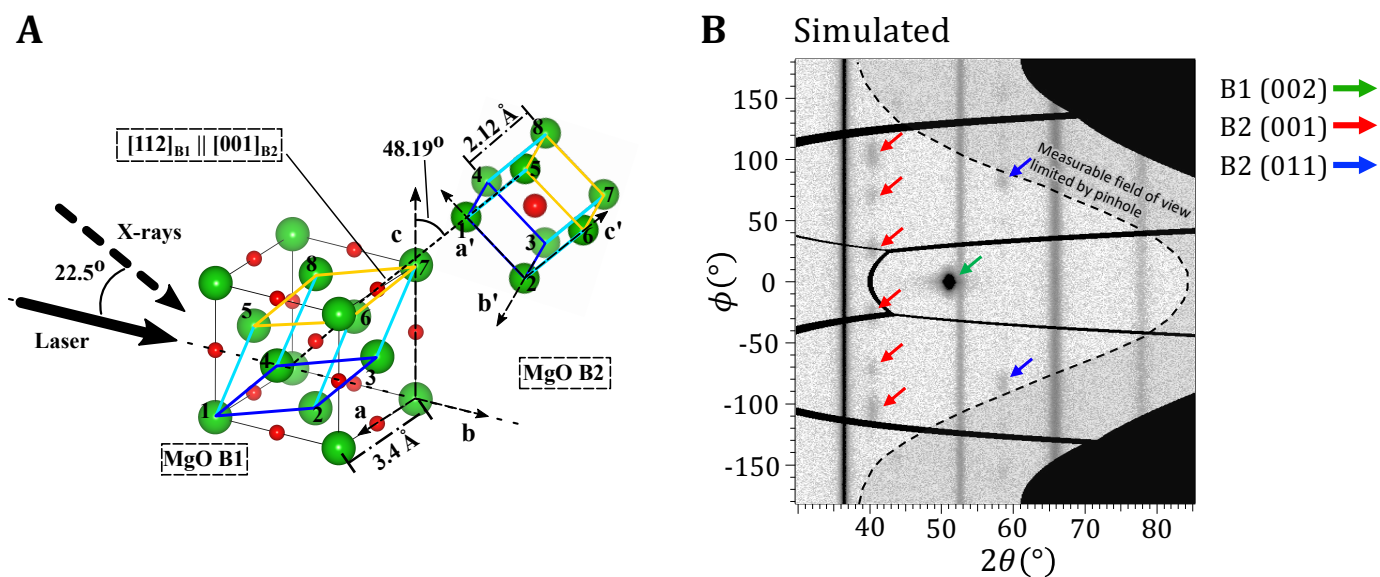 A
[112]B1 || [001]B2
48.19o
2.12 Å
X-rays
22.5o
Laser
c
a
b
3.4 Å
1
2
3
4
5
6
7
8
MgO B1
a'
b'
c'
1
2
3
4
5
6
7
8
MgO B2
B Simulated
ϕ(°)
150
100
50
0
-50
-100
-150
40
50
60
70
80
2θ(°)
Measurable field of view
limited by pinhole
B1 (002)
B2 (001)
B2 (011)